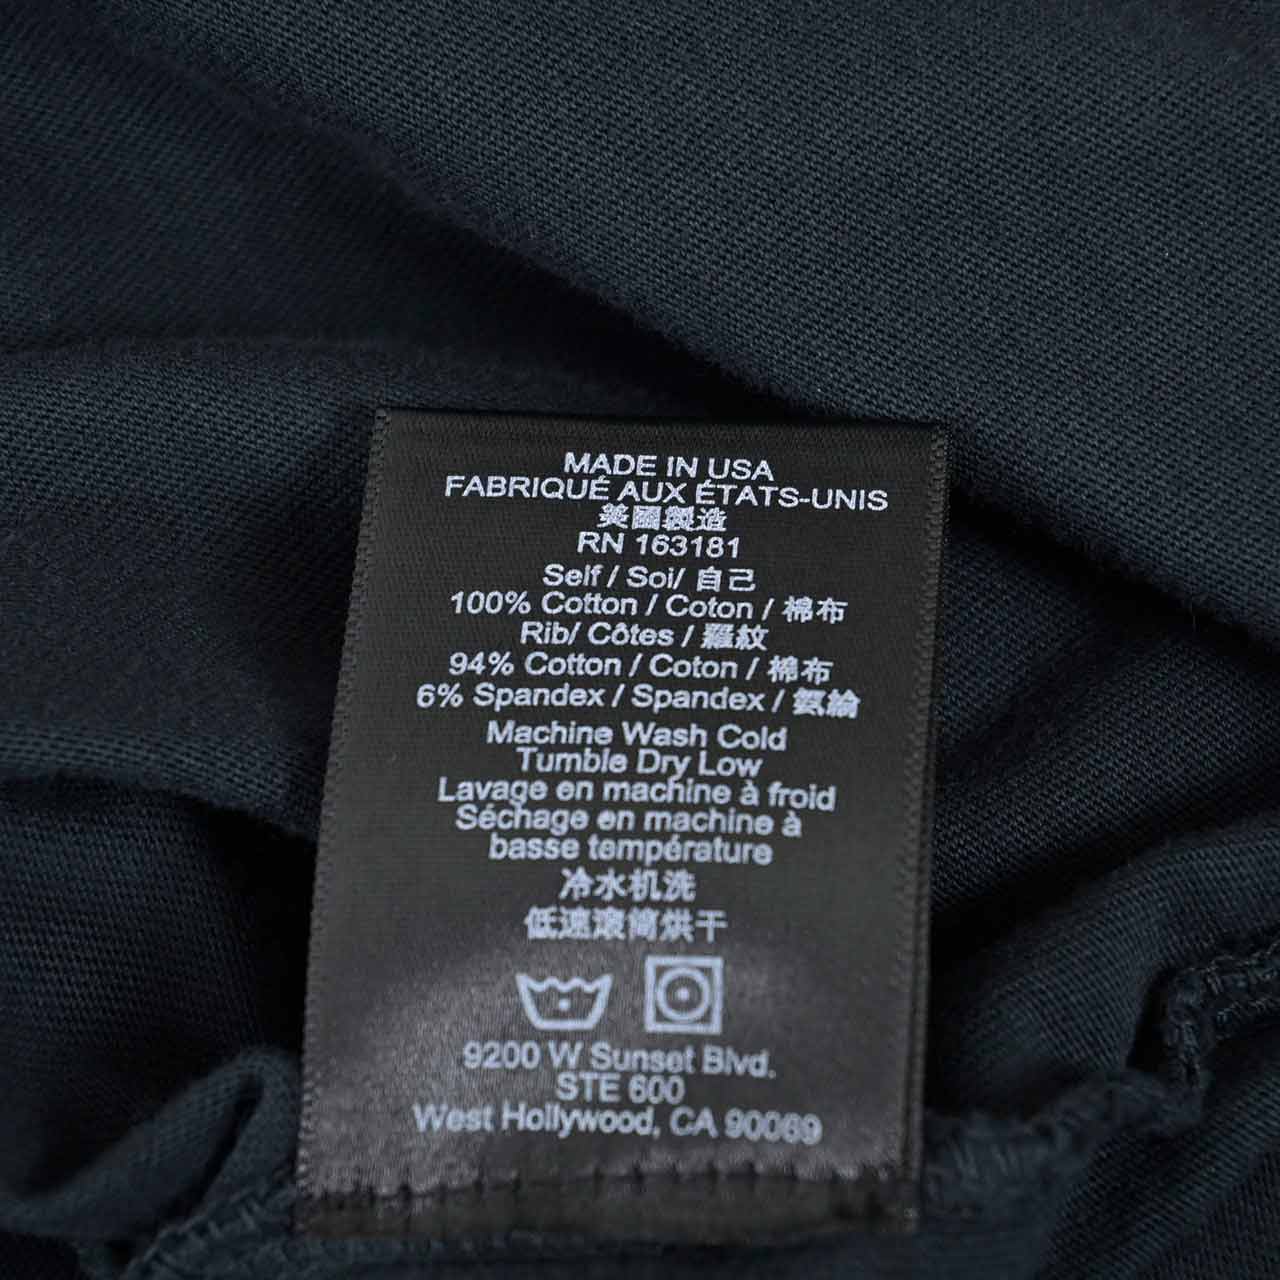 MADE IN USA
FABRIQUÉ AUX ÉTATS-UNIS
美國製造
RN 163181
Self / Soi/ 自己
100% Cotton / Coton / 棉布
Rib/ Côtes / 羅紋
94% Cotton / Coton / 棉布
6% Spandex / Spandex / 氨綸
Machine Wash Cold
Tumble Dry Low
Lavage en machine à froid
Séchage en machine à
basse température
冷水机洗
低速滚筒烘干
9200 W Sunset Blvd.
STE 600
West Hollywood, CA 90069